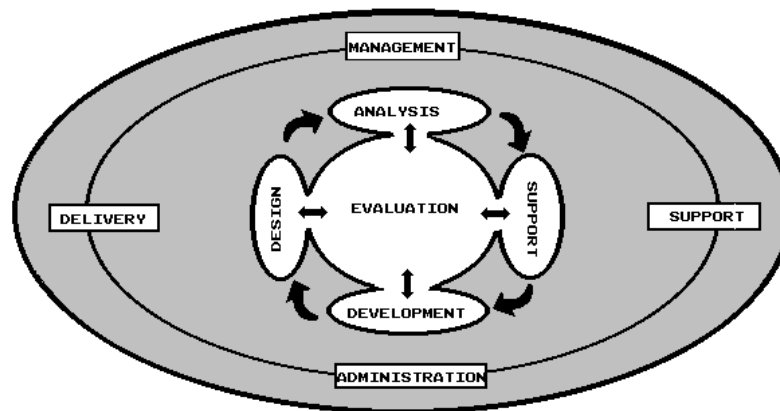 MANAGEMENT
ANALYSIS
DESIGN
EVALUATION
SUPPORT
DELIVERY
SUPPORT
DEVELOPMENT
ADMINISTRATION